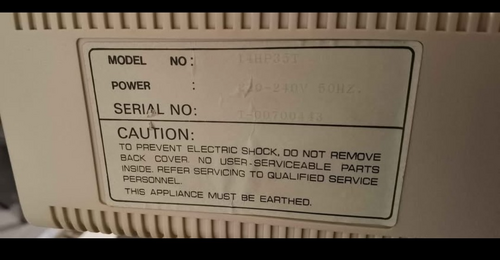 MODEL NO:
POWER :
SERIAL NO:
CAUTION:
TO PREVENT ELECTRIC SHOCK, DO NOT REMOVE
BACK COVER. NO USER-SERVICEABLE PARTS
INSIDE. REFER SERVICING TO QUALIFIED SERVICE
PERSONNEL.
THIS APPLIANCE MUST BE EARTHED.